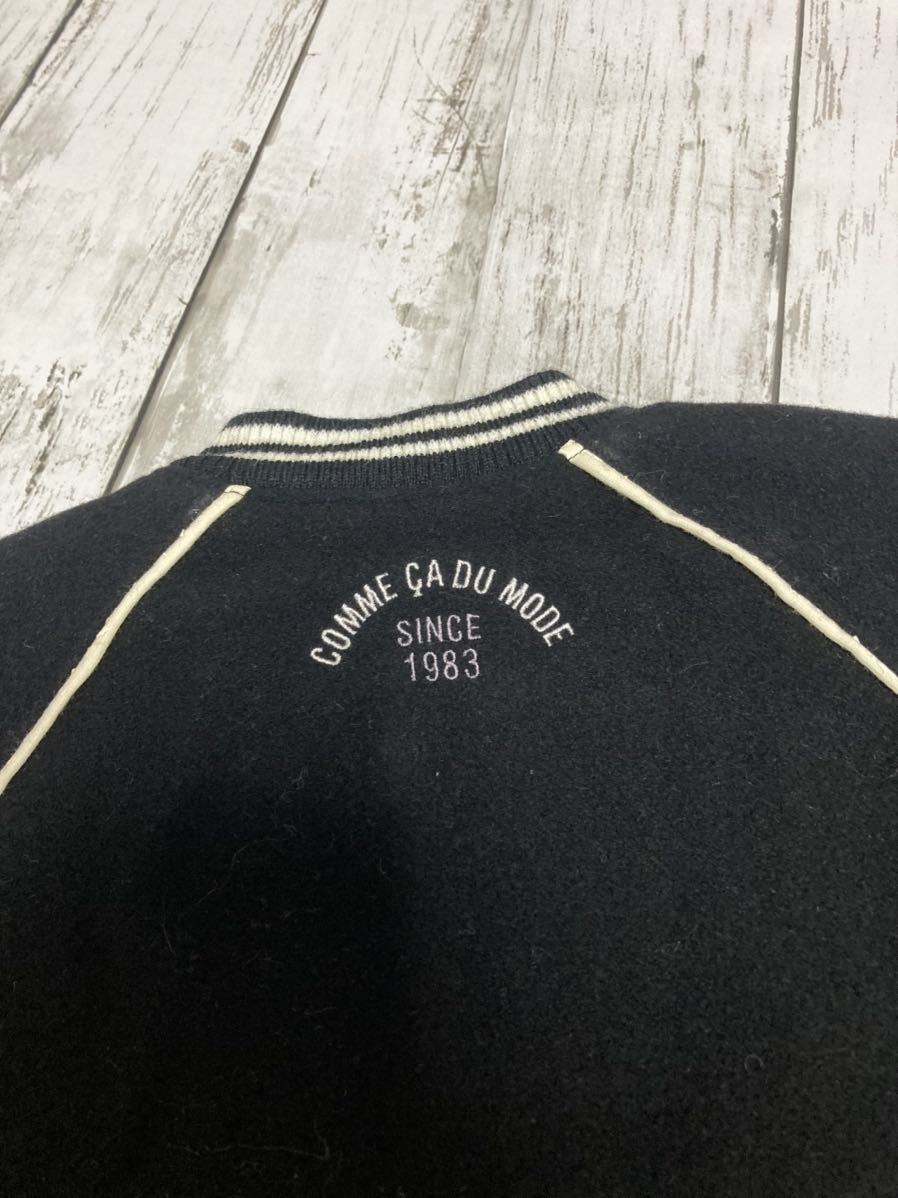 COMME ÇA DU MODE
SINCE
1983